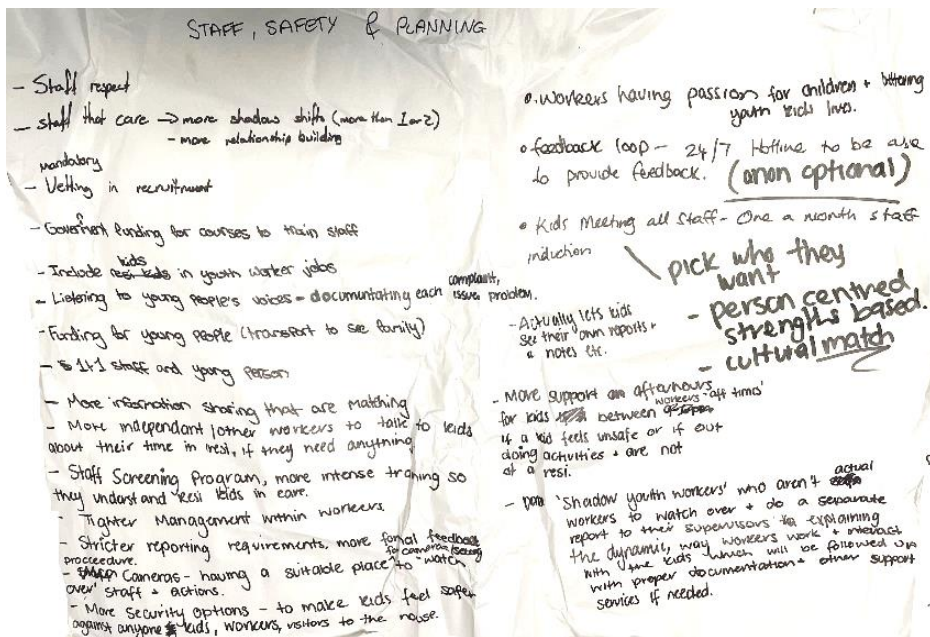 STAFF, SAFETY & PLANNING
- Staff respect
- staff that care → more shadow shifts (more than 1 or 2)
- more relationship building
mandatory
- Vetting in recruitment
- Goverment funding for courses to train staff
kids
- Include resi kids in youth worker jobs
complaint,
- Listening to young people's voices - documentating each issue problem.
- Funding for young people (transport to see family)
- 1+1 staff and young person
- More information sharing that are matching
- More independant /other workers to talk to kids
about their time in resi, if they need anything
- Staff Screening Program, more intense training so
they understand resi kids in care.
- Tighter Management within workers.
- Stricter reporting requirements, more formal feedback
proceedure.
for cameras
- Cameras - having a suitable place to "watch
over" staff + actions.
- More Security options - to make kids feel safer
against anyone kids, workers, visitors to the house.
• workers having passion for children + bettering
youth kids lives.
• feedback loop - 24/7 Hotline to be able
to provide feedback. (anon optional)
• Kids Meeting all Staff - One a month staff
induction
pick who they
want
- person centred
strengths based.
- cultural match
- Actually lets kids
see their own reports +
notes etc.
- More support on afterhours
workers
for kids between 'off times'
if a kid feels unsafe or if out
doing activities + are not
at a resi.
actual
- 'Shadow youth workers' who aren't
workers to watch over + do a separate
report to their supervisors explaining
the dynamic, way workers work + interact
with the kids which will be followed up
with proper documentation + other support
services if needed.